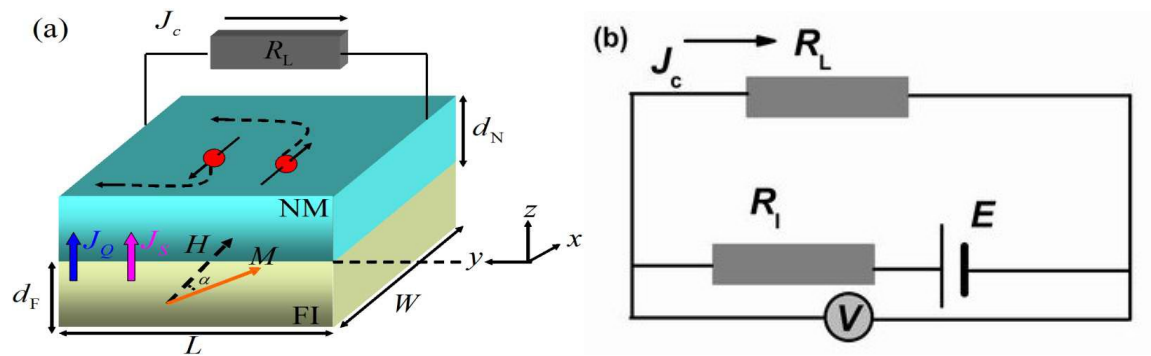 (a)
J_c
R_L
d_N
NM
J_Q
J_S
H
M
α
z
x
y
d_F
FI
W
L
(b)
J_c
R_L
R_I
E
V